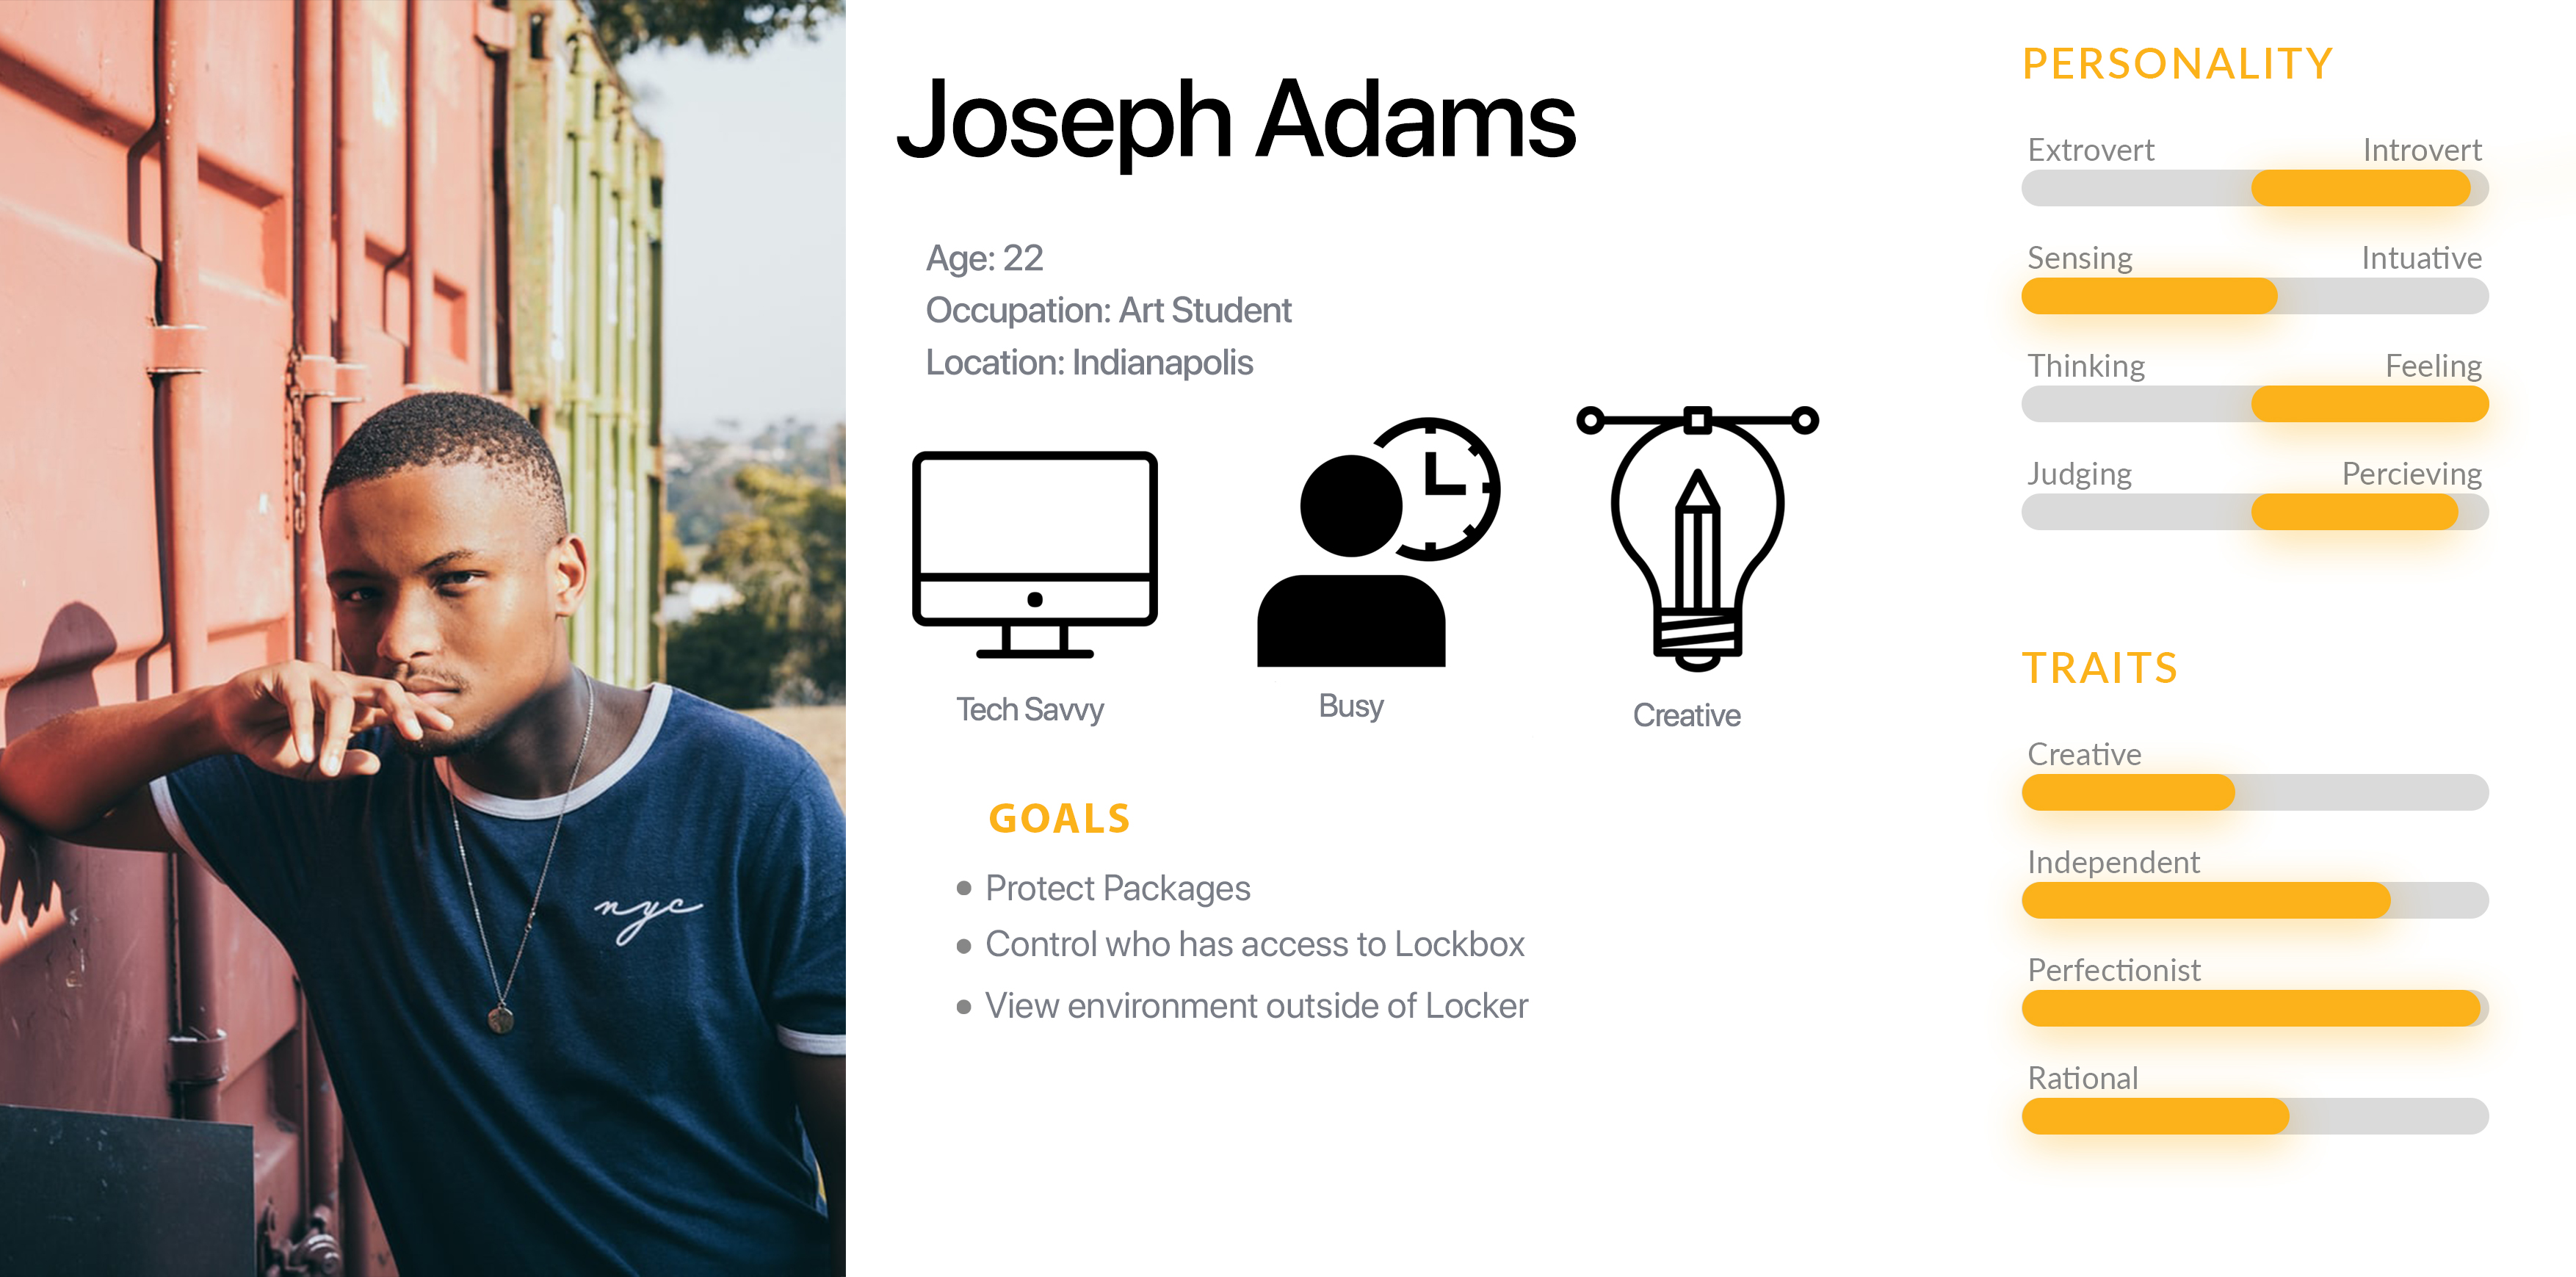 Joseph Adams
Age: 22
Occupation: Art Student
Location: Indianapolis
Tech Savvy
Busy
Creative
GOALS
Protect Packages
Control who has access to Lockbox
View environment outside of Locker
nyc
PERSONALITY
Extrovert Introvert
Sensing Intuative
Thinking Feeling
Judging Percieving
TRAITS
Creative
Independent
Perfectionist
Rational